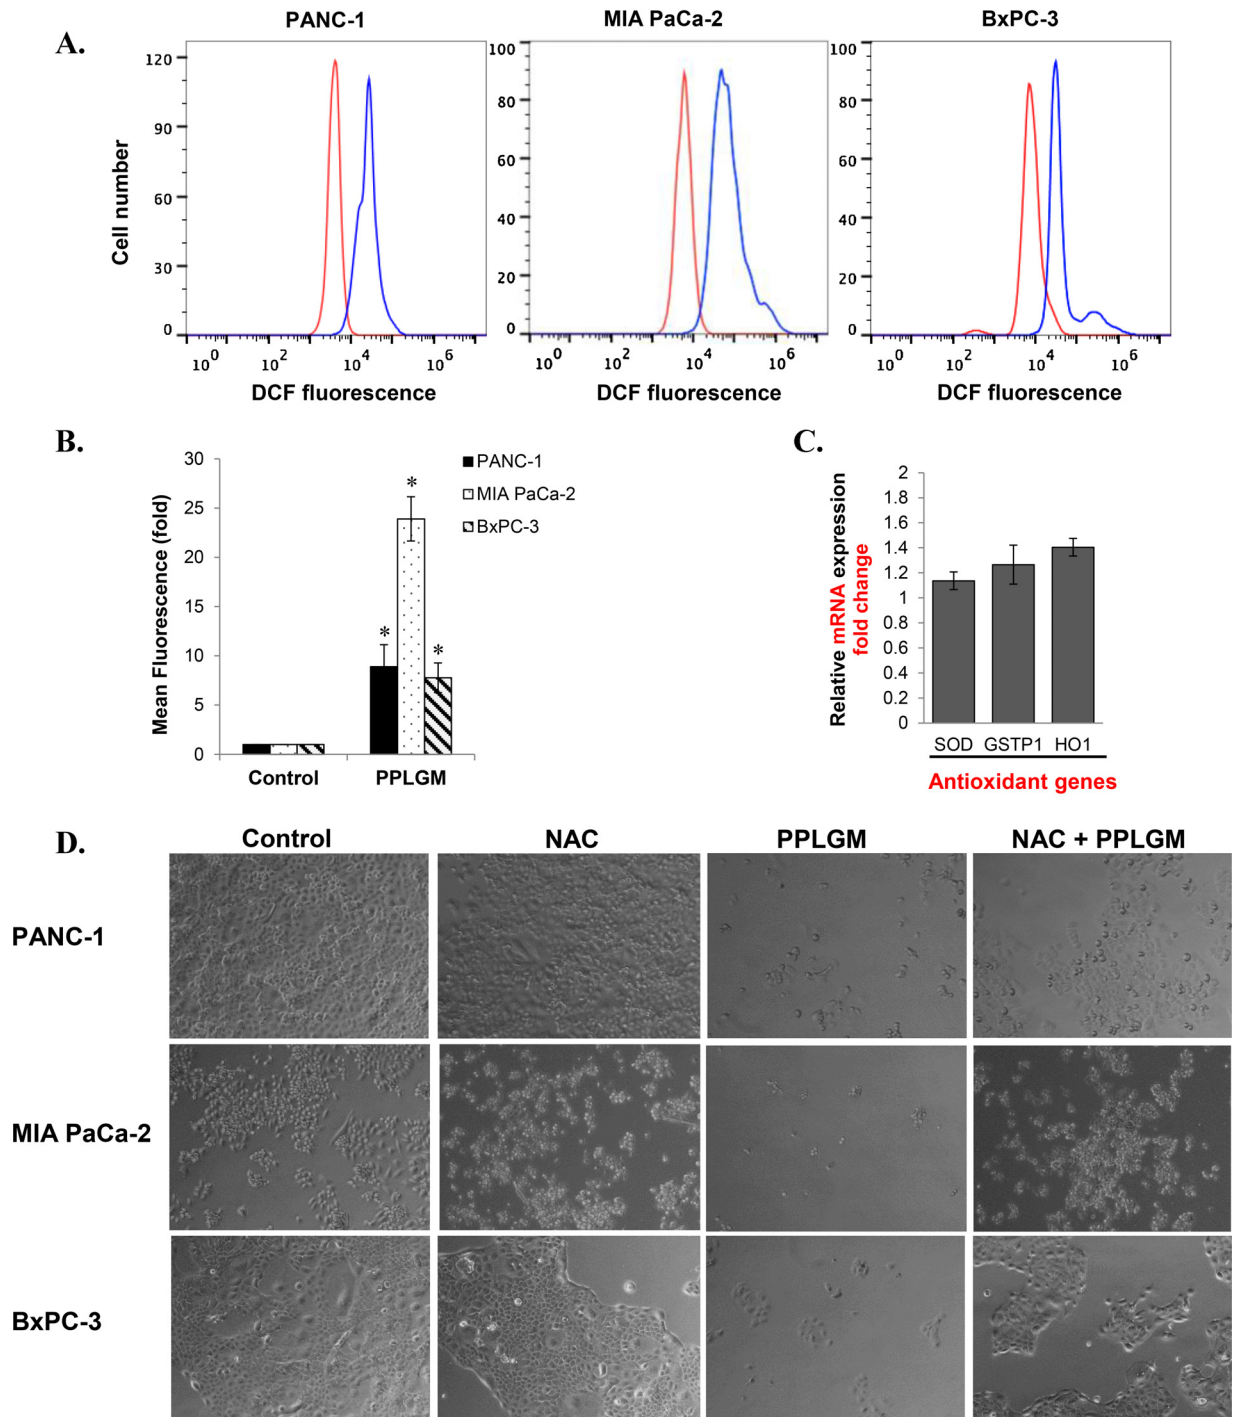 PANC-1
MIA PaCa-2
BxPC-3
A.
Cell number
120
90
60
30
0
10^0
10^2
10^4
10^6
DCF fluorescence
100
80
60
40
20
0
10^0
10^2
10^4
10^6
DCF fluorescence
100
80
60
40
20
0
10^0
10^2
10^4
10^6
DCF fluorescence
B.
Mean Fluorescence (fold)
30
25
20
15
10
5
0
*
*
*
PANC-1
MIA PaCa-2
BxPC-3
Control
PPLGM
C.
Relative mRNA expression
fold change
2
1.8
1.6
1.4
1.2
1
0.8
0.6
0.4
0.2
0
SOD GSTP1 HO1
Antioxidant genes
D.
Control
NAC
PPLGM
NAC + PPLGM
PANC-1
MIA PaCa-2
BxPC-3